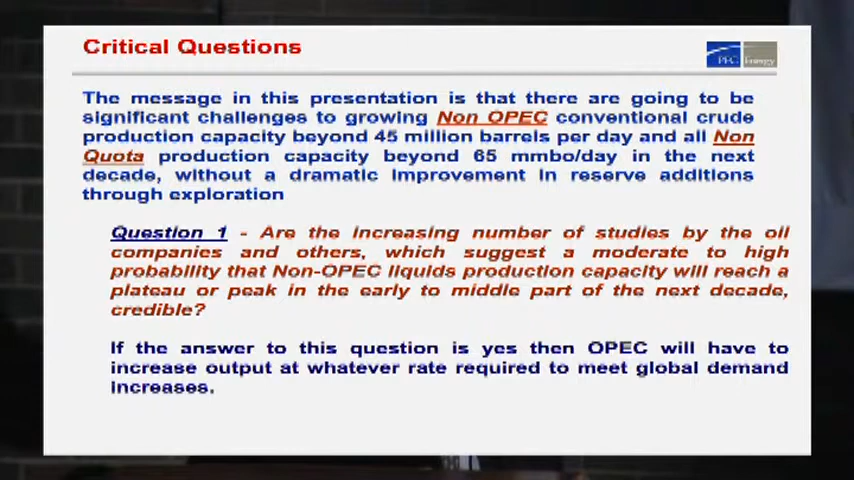 Critical Questions
PFC Energy
The message in this presentation is that there are going to be
significant challenges to growing Non OPEC conventional crude
production capacity beyond 45 million barrels per day and all Non
Quota production capacity beyond 65 mmbo/day in the next
decade, without a dramatic improvement in reserve additions
through exploration
Question 1 - Are the increasing number of studies by the oil
companies and others, which suggest a moderate to high
probability that Non-OPEC liquids production capacity will reach a
plateau or peak in the early to middle part of the next decade,
credible?
If the answer to this question is yes then OPEC will have to
increase output at whatever rate required to meet global demand
increases.